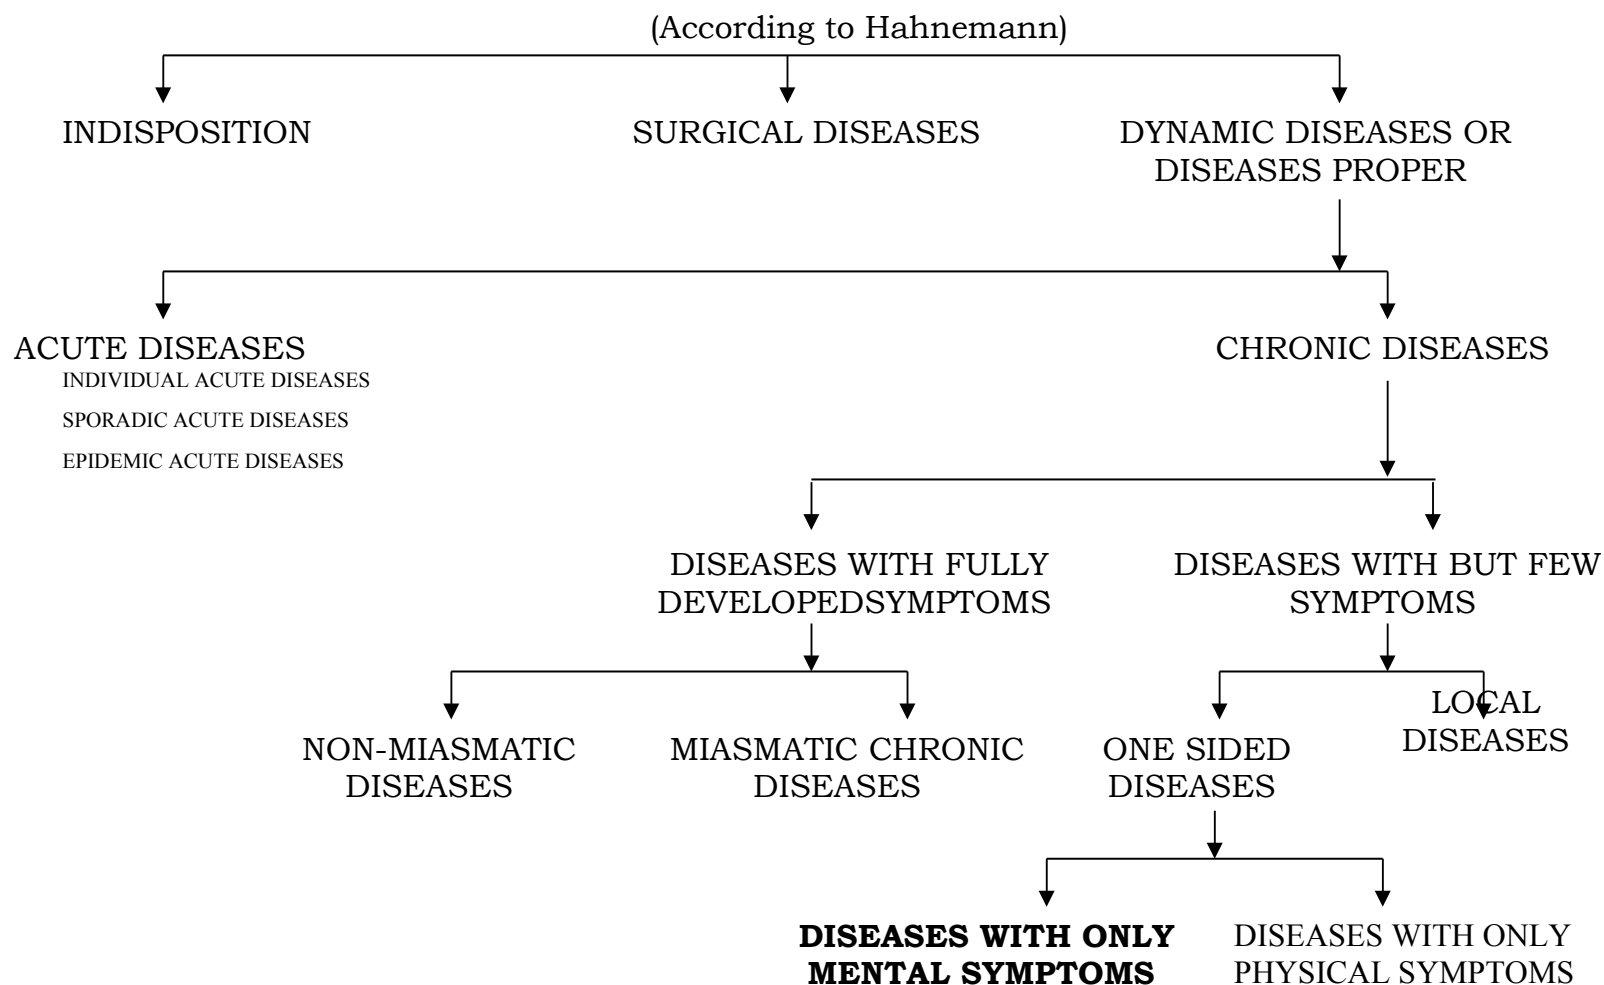 (According to Hahnemann)
INDISPOSITION
SURGICAL DISEASES
DYNAMIC DISEASES OR
DISEASES PROPER
ACUTE DISEASES
INDIVIDUAL ACUTE DISEASES
SPORADIC ACUTE DISEASES
EPIDEMIC ACUTE DISEASES
CHRONIC DISEASES
DISEASES WITH FULLY
DEVELOPEDSYMPTOMS
DISEASES WITH BUT FEW
SYMPTOMS
NON-MIASMATIC
DISEASES
MIASMATIC CHRONIC
DISEASES
ONE SIDED
DISEASES
LOCAL
DISEASES
DISEASES WITH ONLY
MENTAL SYMPTOMS
DISEASES WITH ONLY
PHYSICAL SYMPTOMS